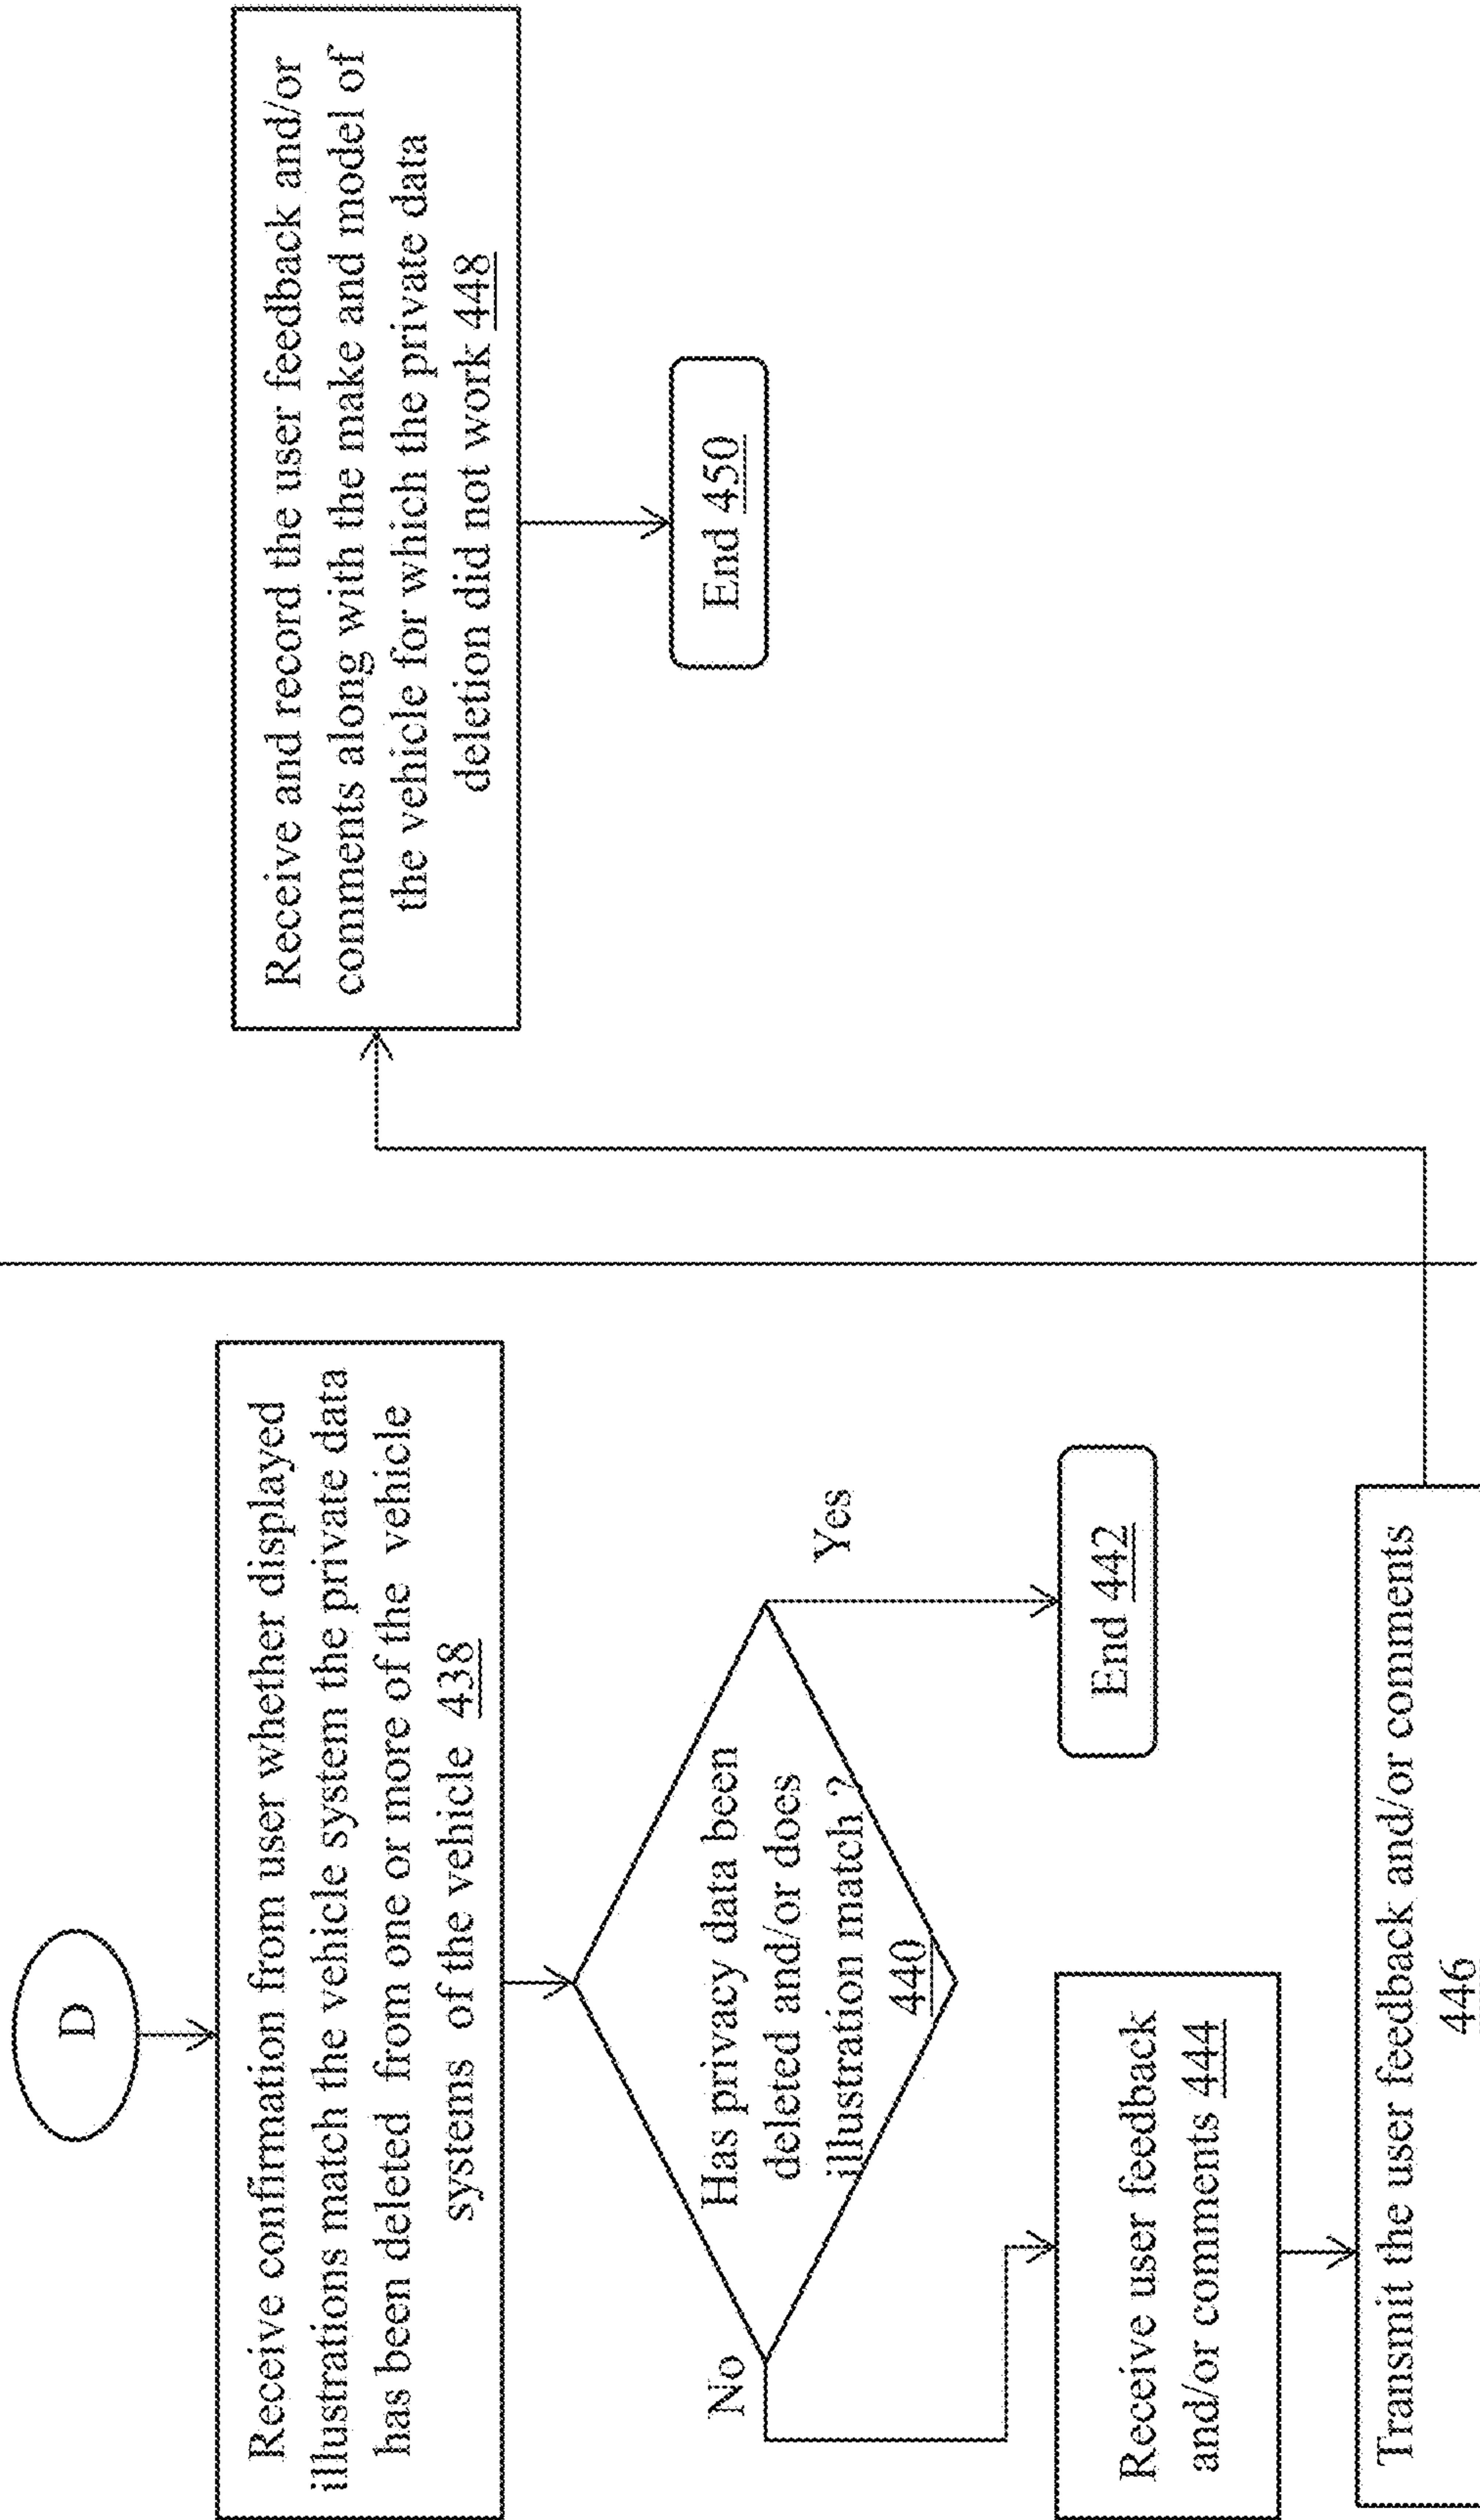 D
Receive confirmation from user whether displayed
illustrations match the vehicle system the private data
has been deleted from one or more of the vehicle
systems of the vehicle 438
Has privacy data been
deleted and/or does
illustration match ?
440
Yes
No
End 442
Receive user feedback
and/or comments 444
Transmit the user feedback and/or comments
446
Receive and record the user feedback and/or
comments along with the make and model of
the vehicle for which the private data
deletion did not work 448
End 450